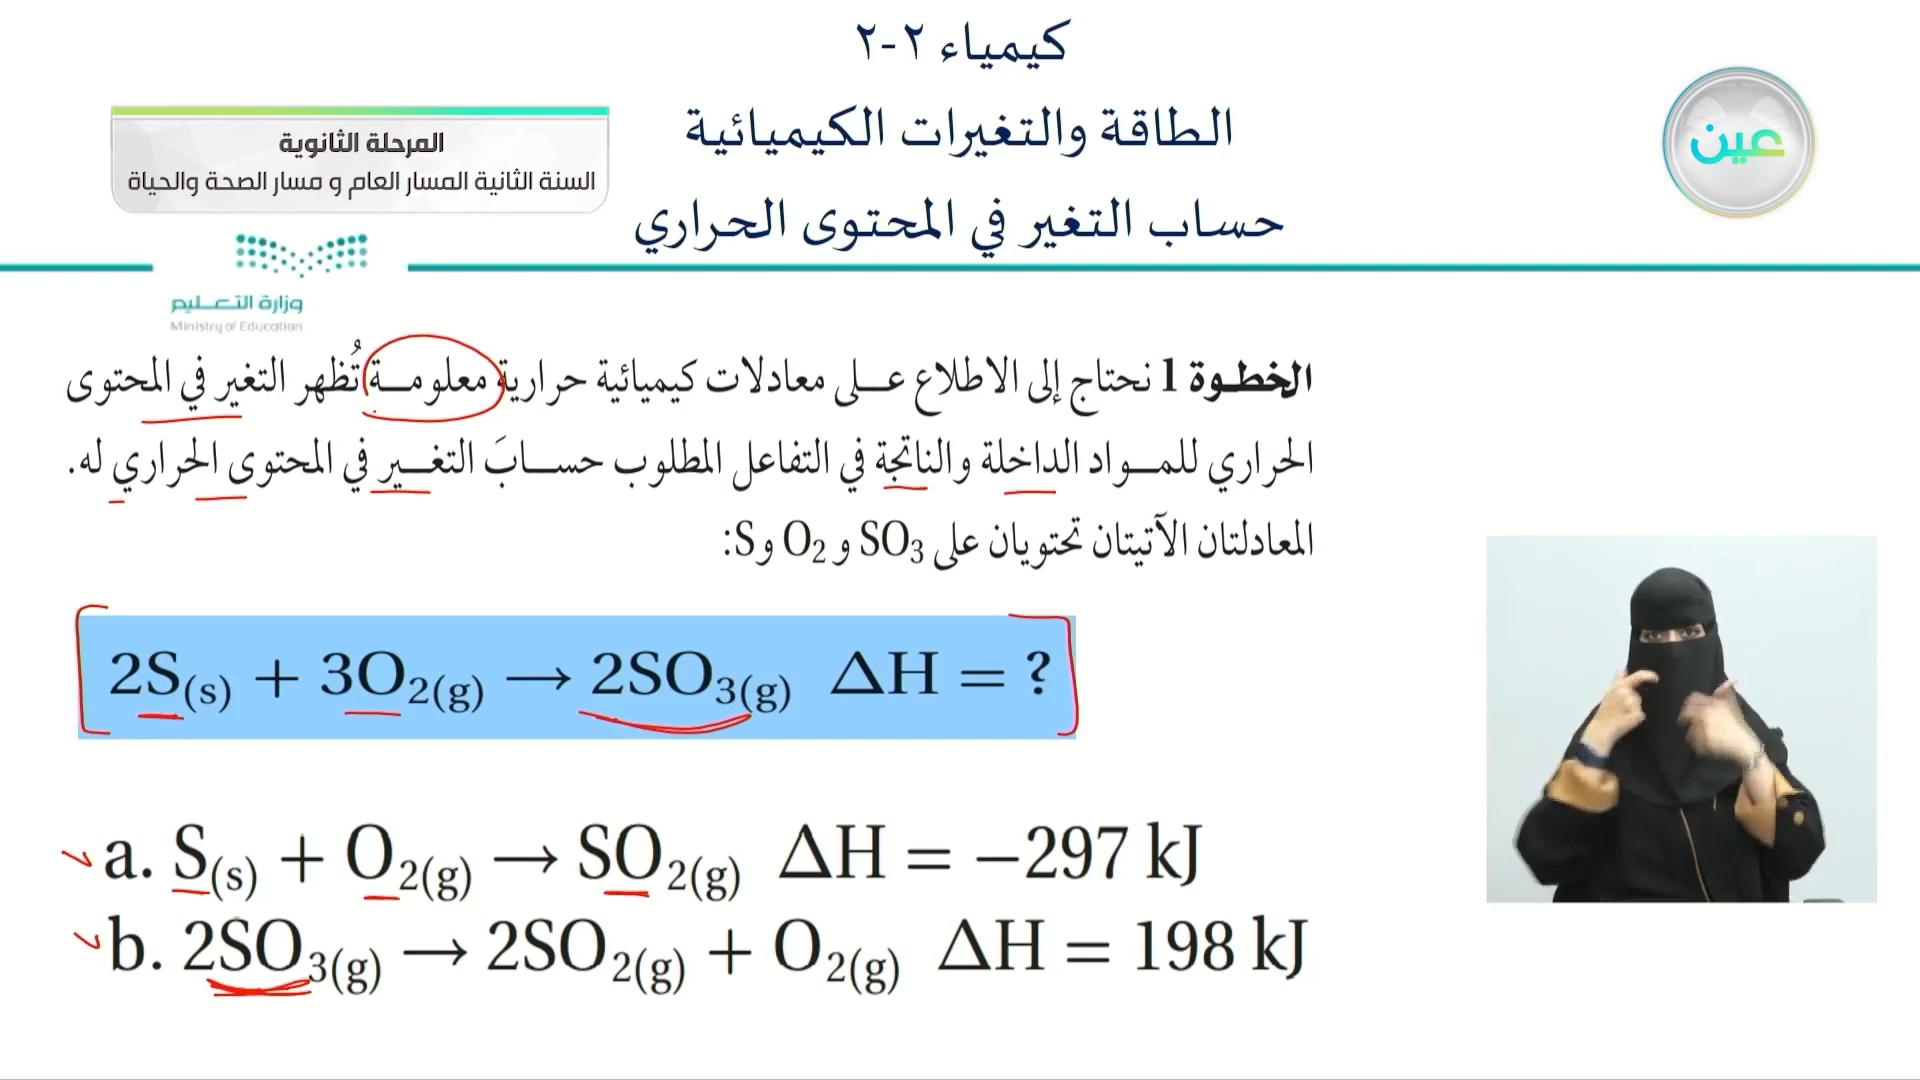 كيمياء ٢-٢
الطاقة والتغيرات الكيميائية
حساب التغير في المحتوى الحراري
المرحلة الثانوية
السنة الثانية المسار العام و مسار الصحة والحياة
عين
وزارة التعليم
Ministry of Education
الخطوة 1 نحتاج إلى الاطلاع على معادلات كيميائية حرارية معلومة تُظهر التغير في المحتوى
الحراري للمواد الداخلة والناتجة في التفاعل المطلوب حسابَ التغير في المحتوى الحراري له.
المعادلتان الآتيتان تحتويان على SO₃ و O₂ و S:
2S(s) + 3O₂(g) → 2SO₃(g) ΔH = ?
a. S(s) + O₂(g) → SO₂(g) ΔH = −297 kJ
b. 2SO₃(g) → 2SO₂(g) + O₂(g) ΔH = 198 kJ